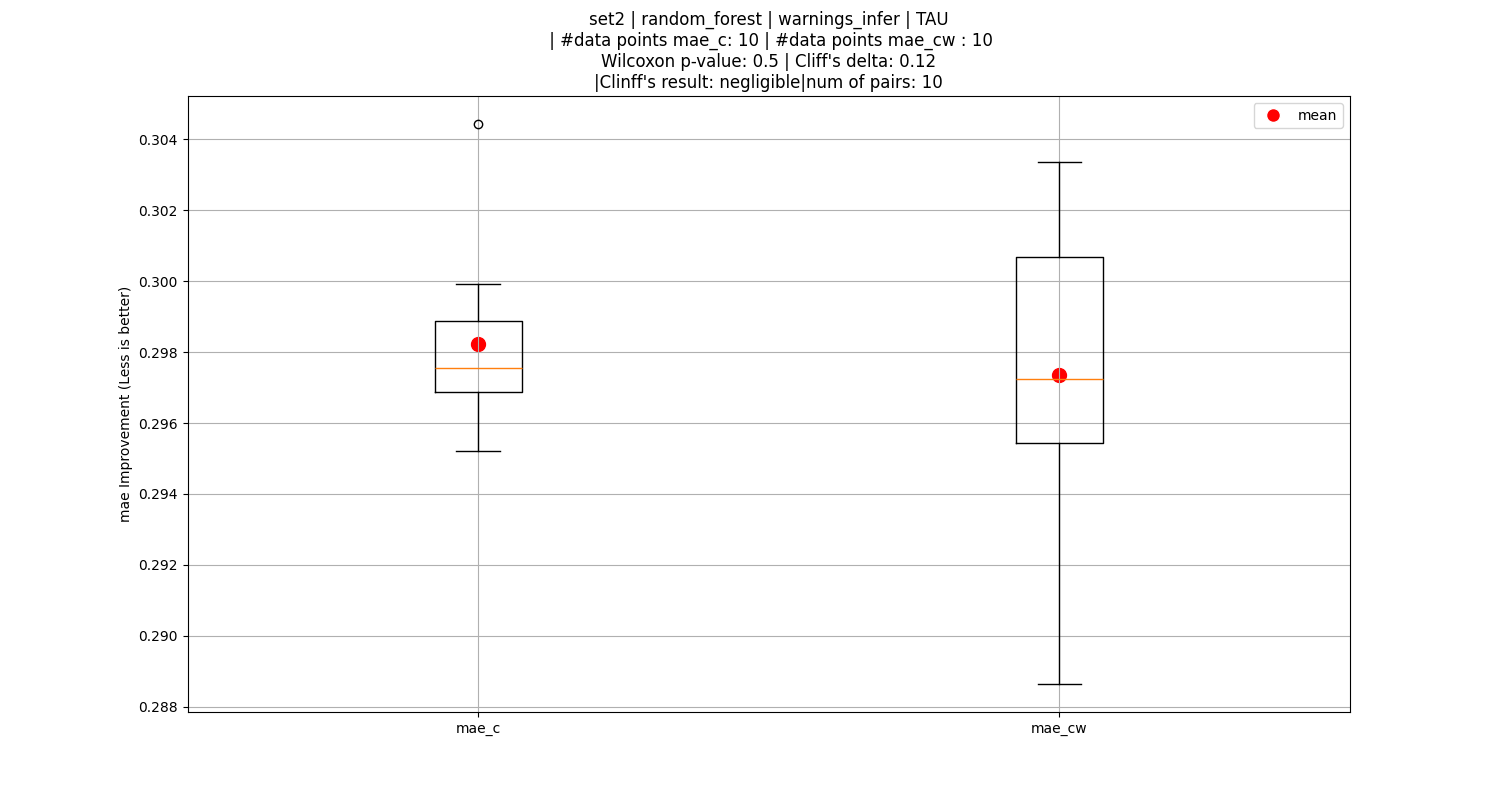 set2 | random_forest | warnings_infer | TAU
| #data points mae_c: 10 | #data points mae_cw : 10
Wilcoxon p-value: 0.5 | Cliff's delta: 0.12
|Clinff's result: negligible|num of pairs: 10
mean
0.304
0.302
0.300
0.298
0.296
0.294
0.292
0.290
0.288
mae Improvement (Less is better)
mae_c
mae_cw